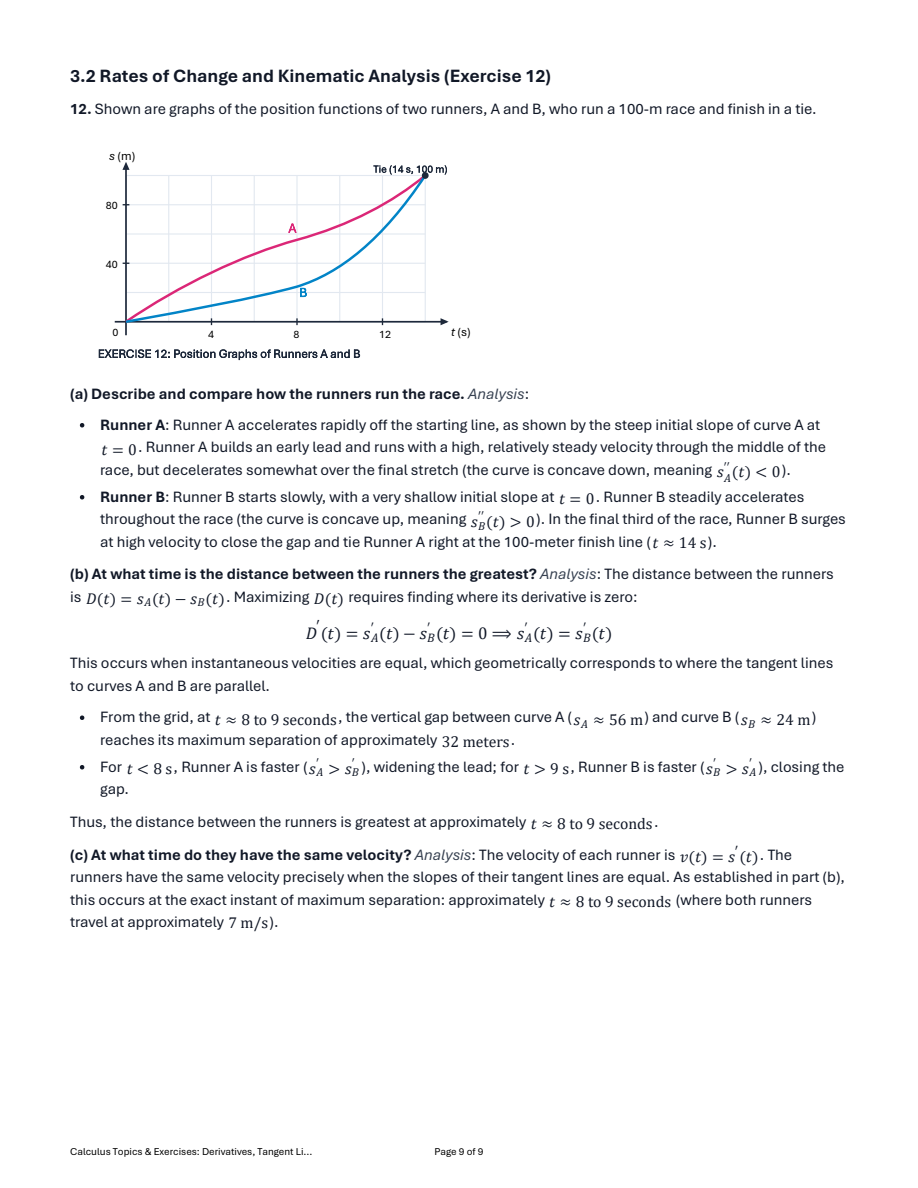 3.2 Rates of Change and Kinematic Analysis (Exercise 12)
12. Shown are graphs of the position functions of two runners, A and B, who run a 100-m race and finish in a tie.
s (m)
Tie (14 s, 100 m)
80
A
40
B
0
4
8
12
t (s)
EXERCISE 12: Position Graphs of Runners A and B
(a) Describe and compare how the runners run the race. Analysis:
• Runner A: Runner A accelerates rapidly off the starting line, as shown by the steep initial slope of curve A at
t = 0. Runner A builds an early lead and runs with a high, relatively steady velocity through the middle of the
race, but decelerates somewhat over the final stretch (the curve is concave down, meaning s″_A(t) < 0).
• Runner B: Runner B starts slowly, with a very shallow initial slope at t = 0. Runner B steadily accelerates
throughout the race (the curve is concave up, meaning s″_B(t) > 0). In the final third of the race, Runner B surges
at high velocity to close the gap and tie Runner A right at the 100-meter finish line (t ≈ 14 s).
(b) At what time is the distance between the runners the greatest? Analysis: The distance between the runners
is D(t) = s_A(t) − s_B(t). Maximizing D(t) requires finding where its derivative is zero:
D′(t) = s′_A(t) − s′_B(t) = 0 ⟹ s′_A(t) = s′_B(t)
This occurs when instantaneous velocities are equal, which geometrically corresponds to where the tangent lines
to curves A and B are parallel.
• From the grid, at t ≈ 8 to 9 seconds, the vertical gap between curve A (s_A ≈ 56 m) and curve B (s_B ≈ 24 m)
reaches its maximum separation of approximately 32 meters.
• For t < 8 s, Runner A is faster (s′_A > s′_B), widening the lead; for t > 9 s, Runner B is faster (s′_B > s′_A), closing the
gap.
Thus, the distance between the runners is greatest at approximately t ≈ 8 to 9 seconds.
(c) At what time do they have the same velocity? Analysis: The velocity of each runner is v(t) = s′(t). The
runners have the same velocity precisely when the slopes of their tangent lines are equal. As established in part (b),
this occurs at the exact instant of maximum separation: approximately t ≈ 8 to 9 seconds (where both runners
travel at approximately 7 m/s).
Calculus Topics & Exercises: Derivatives, Tangent Li...
Page 9 of 9